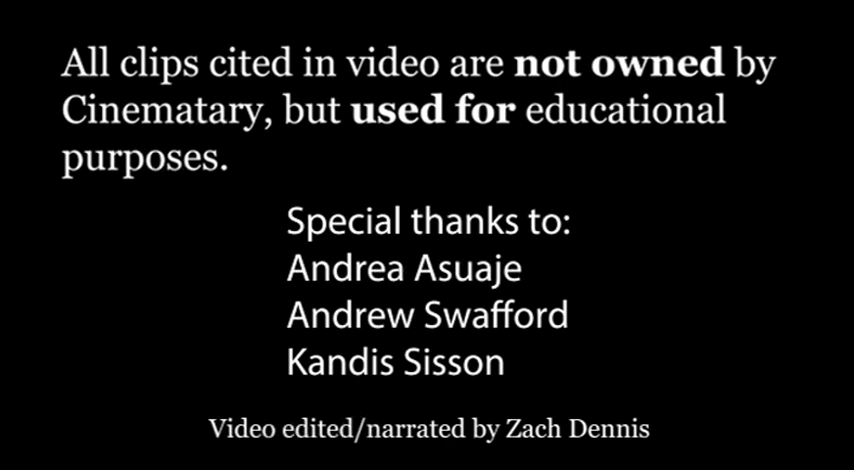 All clips cited in video are not owned by
Cinematary, but used for educational
purposes.
Special thanks to:
Andrea Asuaje
Andrew Swafford
Kandis Sisson
Video edited/narrated by Zach Dennis